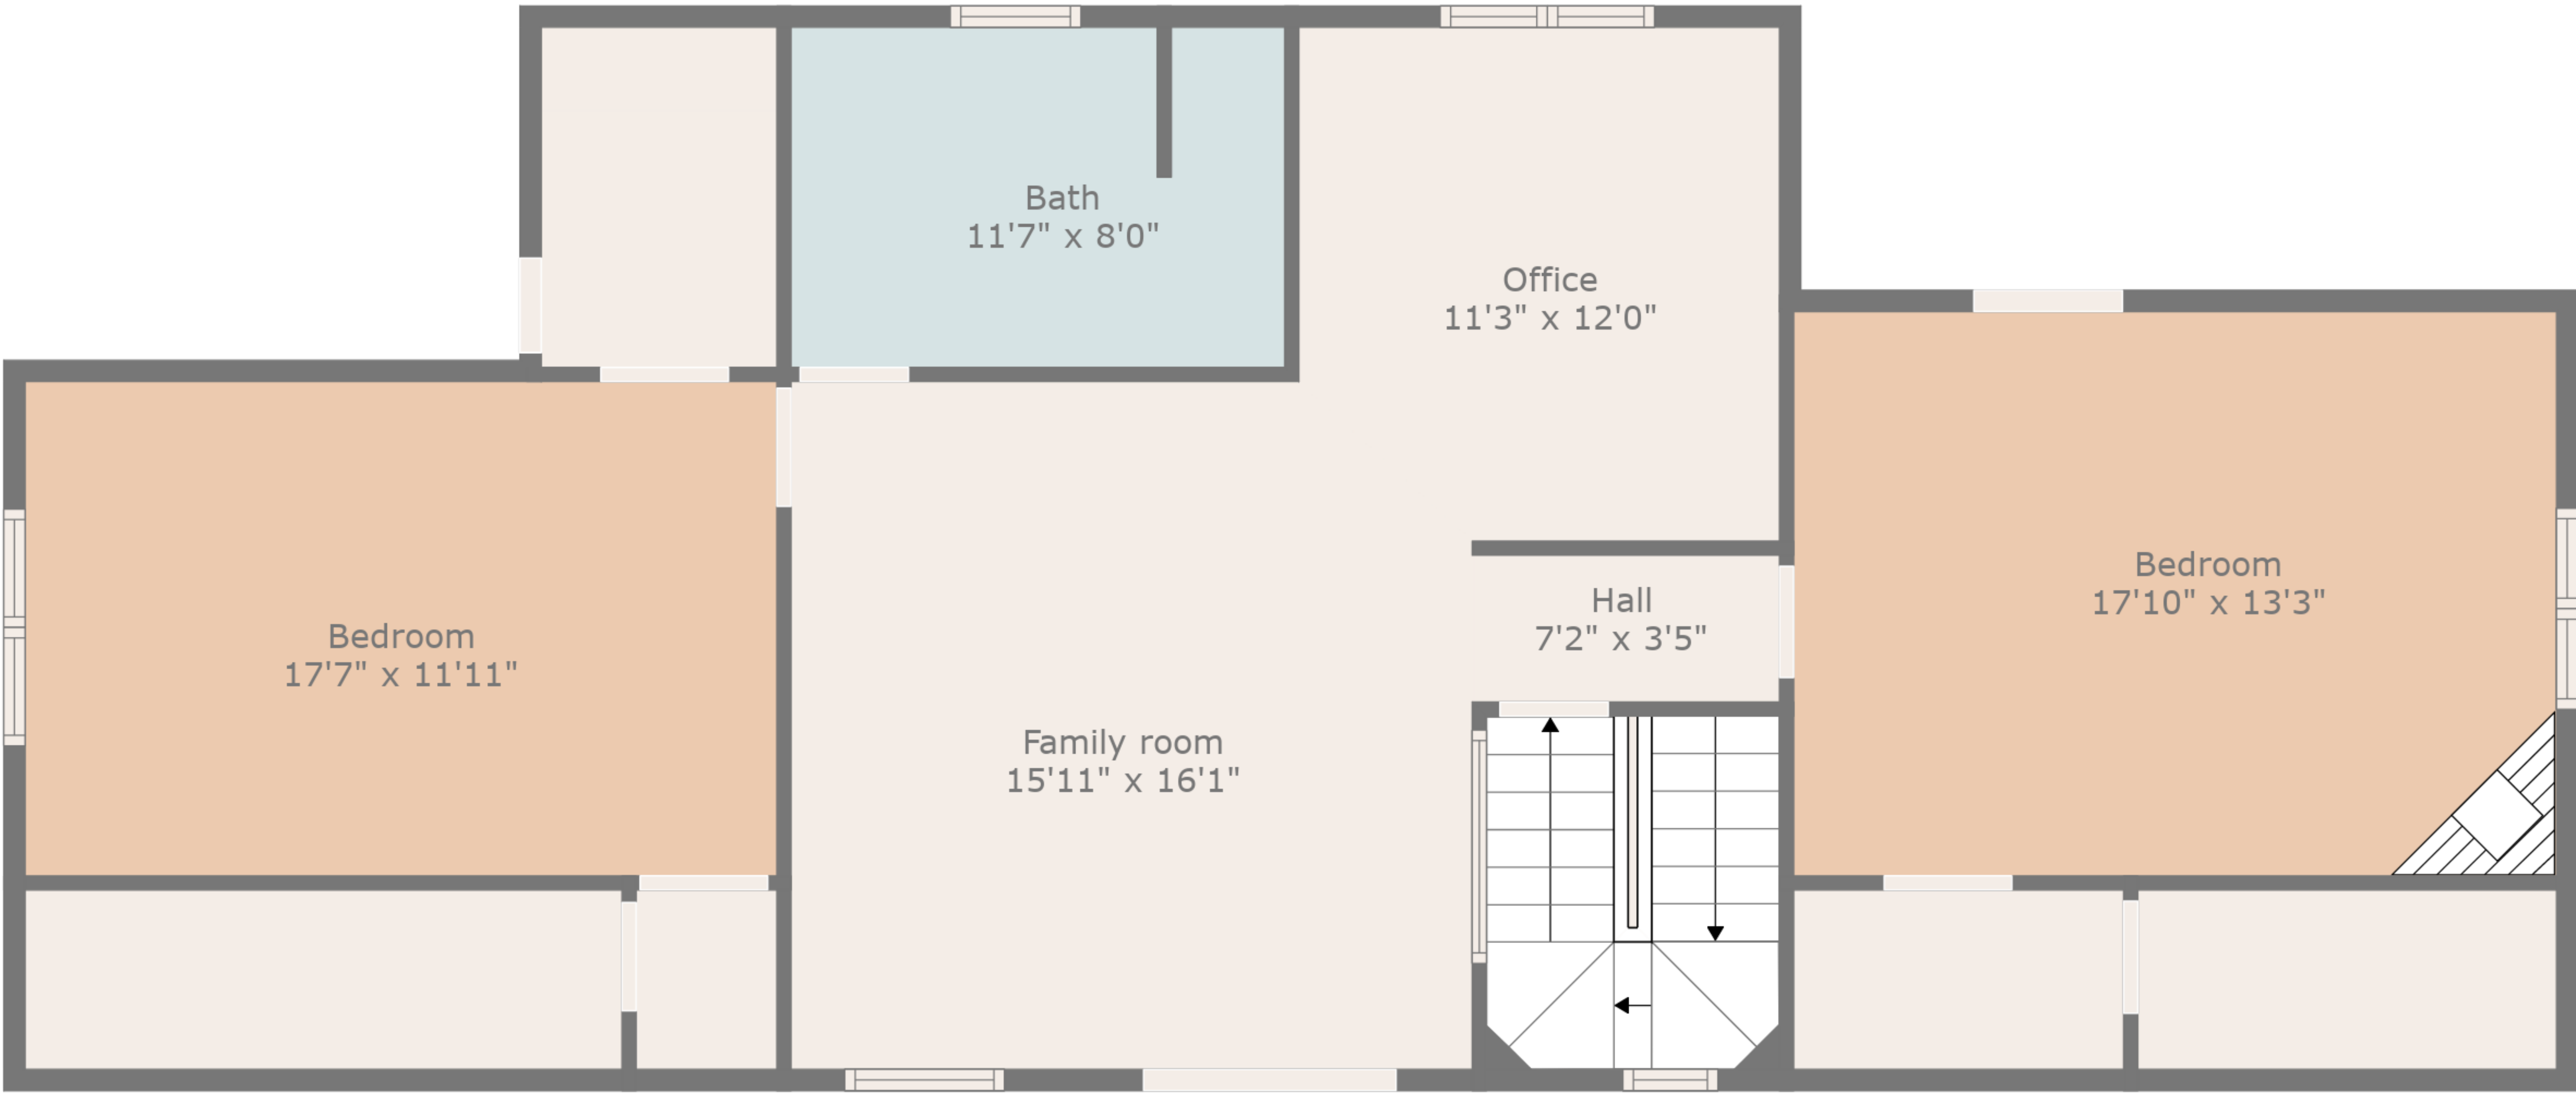 Bath
11'7" x 8'0"
Office
11'3" x 12'0"
Bedroom
17'10" x 13'3"
Hall
7'2" x 3'5"
Bedroom
17'7" x 11'11"
Family room
15'11" x 16'1"